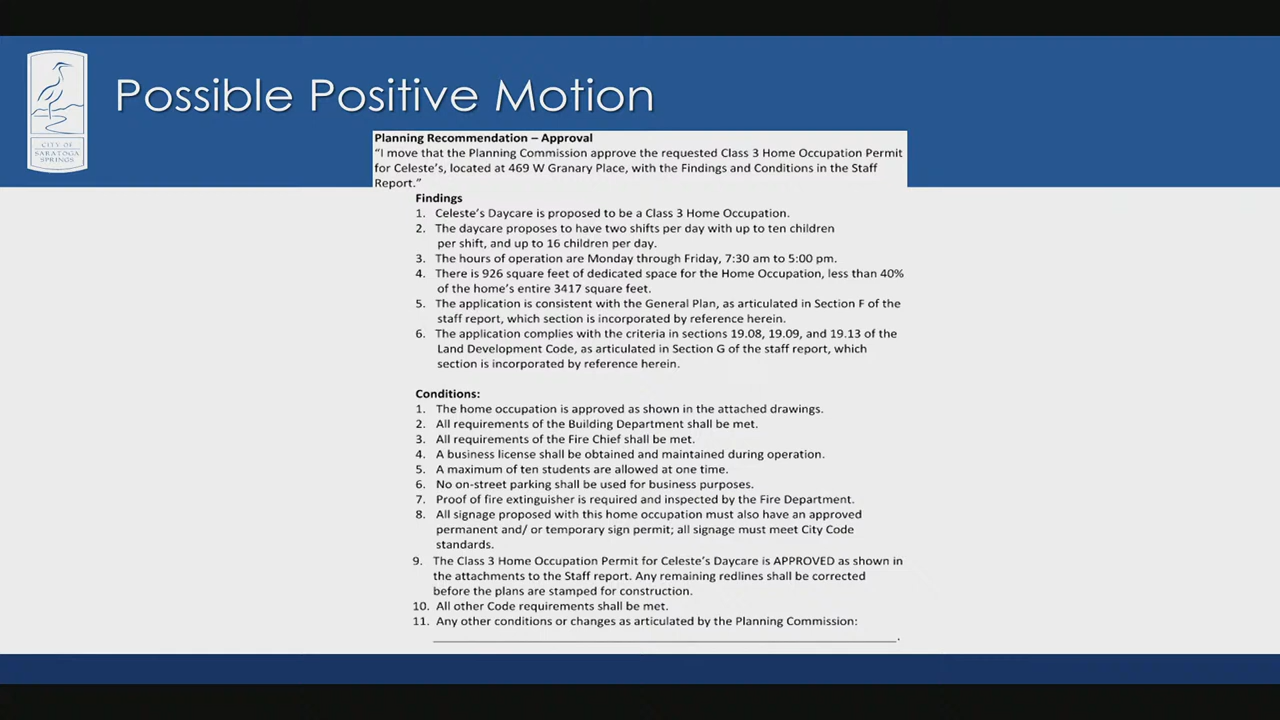 Possible Positive Motion
CITY OF
SARATOGA
SPRINGS
Planning Recommendation – Approval
“I move that the Planning Commission approve the requested Class 3 Home Occupation Permit
for Celeste’s, located at 469 W Granary Place, with the Findings and Conditions in the Staff
Report.”
Findings
1. Celeste’s Daycare is proposed to be a Class 3 Home Occupation.
2. The daycare proposes to have two shifts per day with up to ten children
per shift, and up to 16 children per day.
3. The hours of operation are Monday through Friday, 7:30 am to 5:00 pm.
4. There is 926 square feet of dedicated space for the Home Occupation, less than 40%
of the home’s entire 3417 square feet.
5. The application is consistent with the General Plan, as articulated in Section F of the
staff report, which section is incorporated by reference herein.
6. The application complies with the criteria in sections 19.08, 19.09, and 19.13 of the
Land Development Code, as articulated in Section G of the staff report, which
section is incorporated by reference herein.
Conditions:
1. The home occupation is approved as shown in the attached drawings.
2. All requirements of the Building Department shall be met.
3. All requirements of the Fire Chief shall be met.
4. A business license shall be obtained and maintained during operation.
5. A maximum of ten students are allowed at one time.
6. No on-street parking shall be used for business purposes.
7. Proof of fire extinguisher is required and inspected by the Fire Department.
8. All signage proposed with this home occupation must also have an approved
permanent and/ or temporary sign permit; all signage must meet City Code
standards.
9. The Class 3 Home Occupation Permit for Celeste’s Daycare is APPROVED as shown in
the attachments to the Staff report. Any remaining redlines shall be corrected
before the plans are stamped for construction.
10. All other Code requirements shall be met.
11. Any other conditions or changes as articulated by the Planning Commission:
______________________________________________.